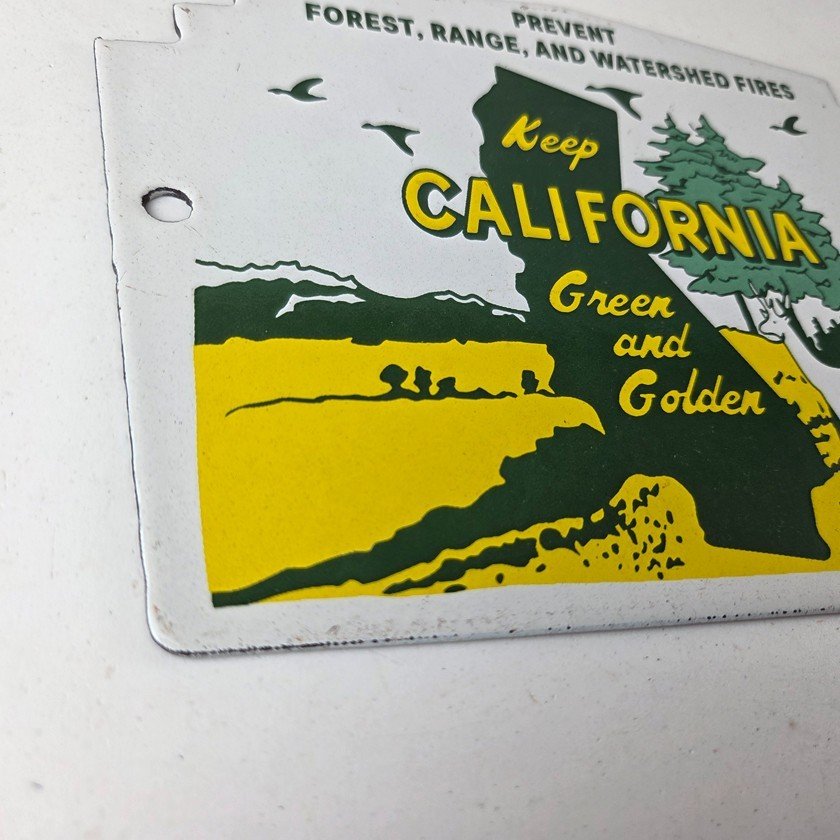 PREVENT
FOREST, RANGE, AND WATERSHED FIRES
Keep
CALIFORNIA
Green
and
Golden